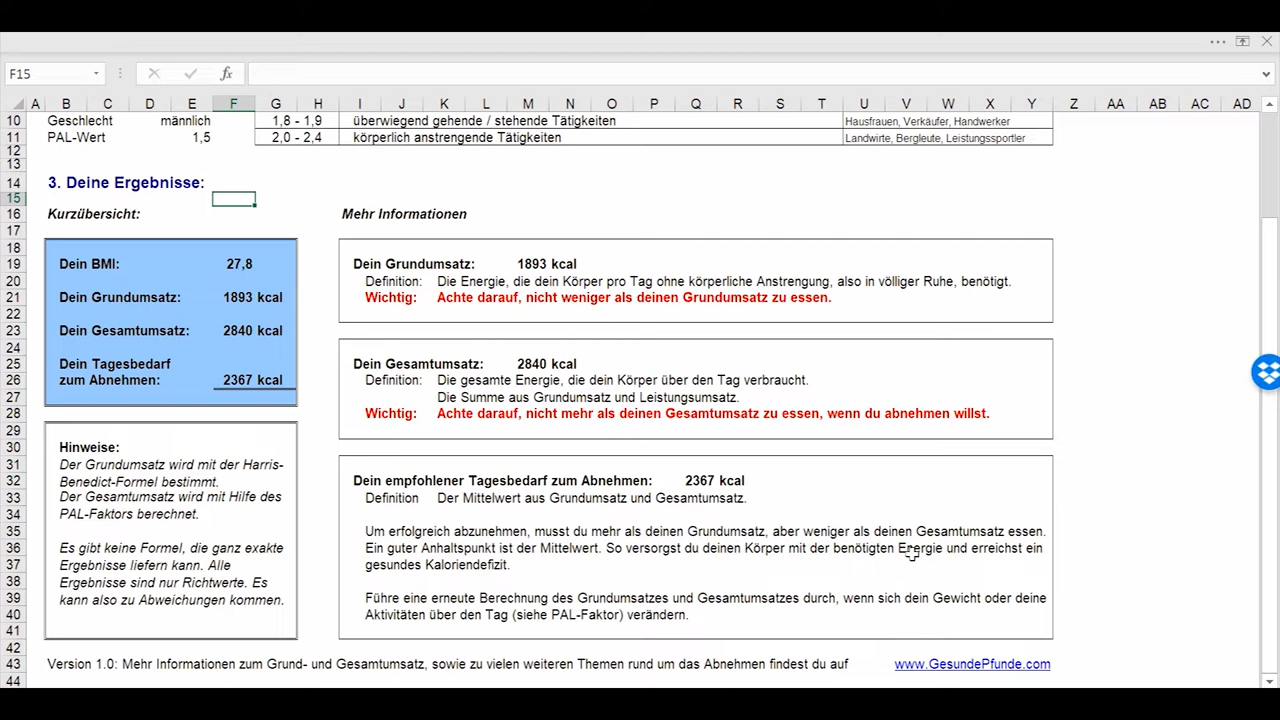 F15
fx
A B C D E F G H I J K L M N O P Q R S T U V W X Y Z AA AB AC AD
10 Geschlecht männlich 1,8 - 1,9 überwiegend gehende / stehende Tätigkeiten Hausfrauen, Verkäufer, Handwerker
11 PAL-Wert 1,5 2,0 - 2,4 körperlich anstrengende Tätigkeiten Landwirte, Bergleute, Leistungssportler
12
13
14 3. Deine Ergebnisse:
15
16 Kurzübersicht: Mehr Informationen
17
18
19 Dein BMI: 27,8 Dein Grundumsatz: 1893 kcal
20 Definition: Die Energie, die dein Körper pro Tag ohne körperliche Anstrengung, also in völliger Ruhe, benötigt.
21 Dein Grundumsatz: 1893 kcal Wichtig: Achte darauf, nicht weniger als deinen Grundumsatz zu essen.
22
23 Dein Gesamtumsatz: 2840 kcal
24
25 Dein Tagesbedarf Dein Gesamtumsatz: 2840 kcal
26 zum Abnehmen: 2367 kcal Definition: Die gesamte Energie, die dein Körper über den Tag verbraucht.
27 Die Summe aus Grundumsatz und Leistungsumsatz.
28 Wichtig: Achte darauf, nicht mehr als deinen Gesamtumsatz zu essen, wenn du abnehmen willst.
29
30 Hinweise:
31 Der Grundumsatz wird mit der Harris-
32 Benedict-Formel bestimmt. Dein empfohlener Tagesbedarf zum Abnehmen: 2367 kcal
33 Der Gesamtumsatz wird mit Hilfe des Definition Der Mittelwert aus Grundumsatz und Gesamtumsatz.
34 PAL-Faktors berechnet.
35 Um erfolgreich abzunehmen, musst du mehr als deinen Grundumsatz, aber weniger als deinen Gesamtumsatz essen.
36 Es gibt keine Formel, die ganz exakte Ein guter Anhaltspunkt ist der Mittelwert. So versorgst du deinen Körper mit der benötigten Energie und erreichst ein
37 Ergebnisse liefern kann. Alle gesundes Kaloriendefizit.
38 Ergebnisse sind nur Richtwerte. Es
39 kann also zu Abweichungen kommen. Führe eine erneute Berechnung des Grundumsatzes und Gesamtumsatzes durch, wenn sich dein Gewicht oder deine
40 Aktivitäten über den Tag (siehe PAL-Faktor) verändern.
41
42
43 Version 1.0: Mehr Informationen zum Grund- und Gesamtumsatz, sowie zu vielen weiteren Themen rund um das Abnehmen findest du auf www.GesundePfunde.com
44